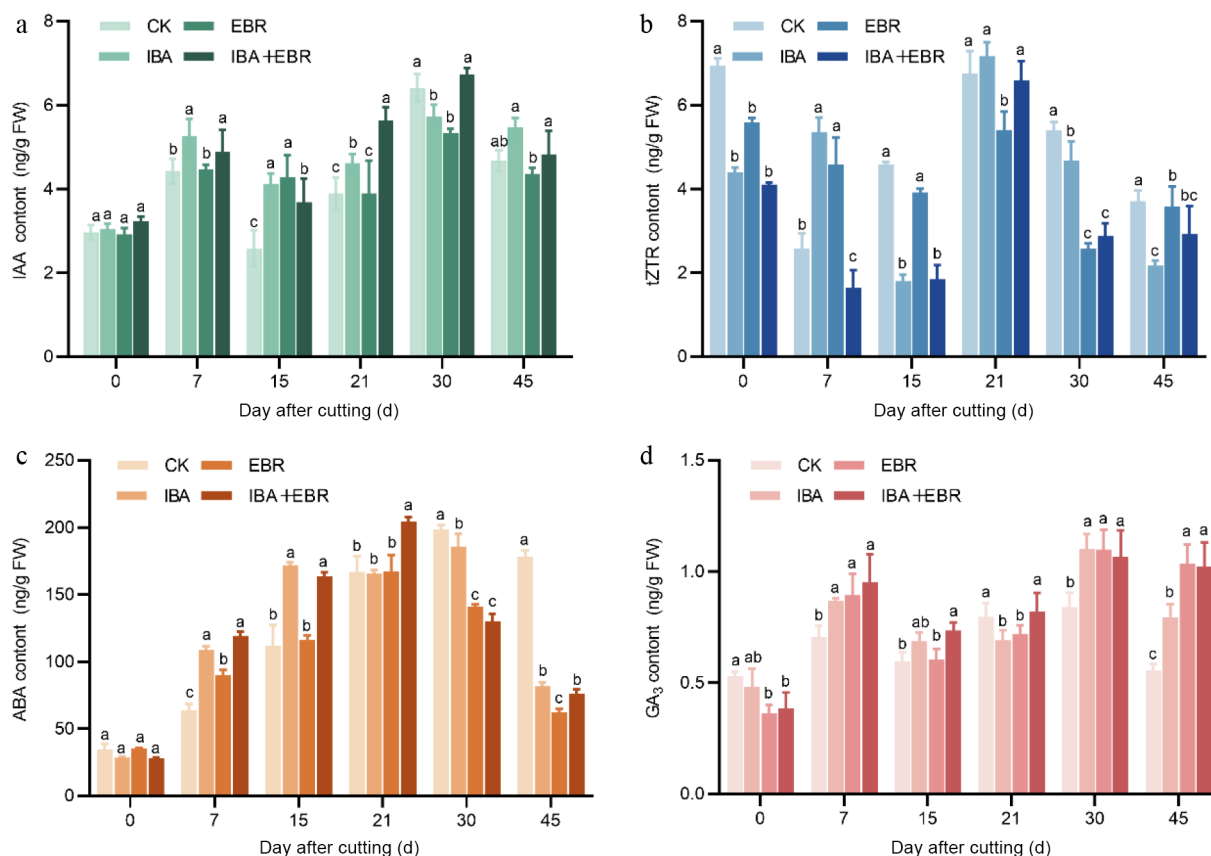 a
CK EBR
IBA IBA+EBR
IAA contont (ng/g FW)
8
6
4
2
0
a a a a
b a b a
c a a b
c b c a
a b b a
ab a b a
0 7 15 21 30 45
Day after cutting (d)
b
CK EBR
IBA IBA+EBR
tZTR contont (ng/g FW)
8
6
4
2
0
a b b b
b a a c
a b a b
a a b a
a b c c
a c b bc
0 7 15 21 30 45
Day after cutting (d)
c
CK EBR
IBA IBA+EBR
ABA contont (ng/g FW)
250
200
150
100
50
0
a a a a
c a b a
b a b a
b b b a
a b c c
a b c b
0 7 15 21 30 45
Day after cutting (d)
d
CK EBR
IBA IBA+EBR
GA3 contont (ng/g FW)
1.5
1.0
0.5
0.0
a ab b b
b a a a
b ab b a
a b b a
b a a a
c b a a
0 7 15 21 30 45
Day after cutting (d)